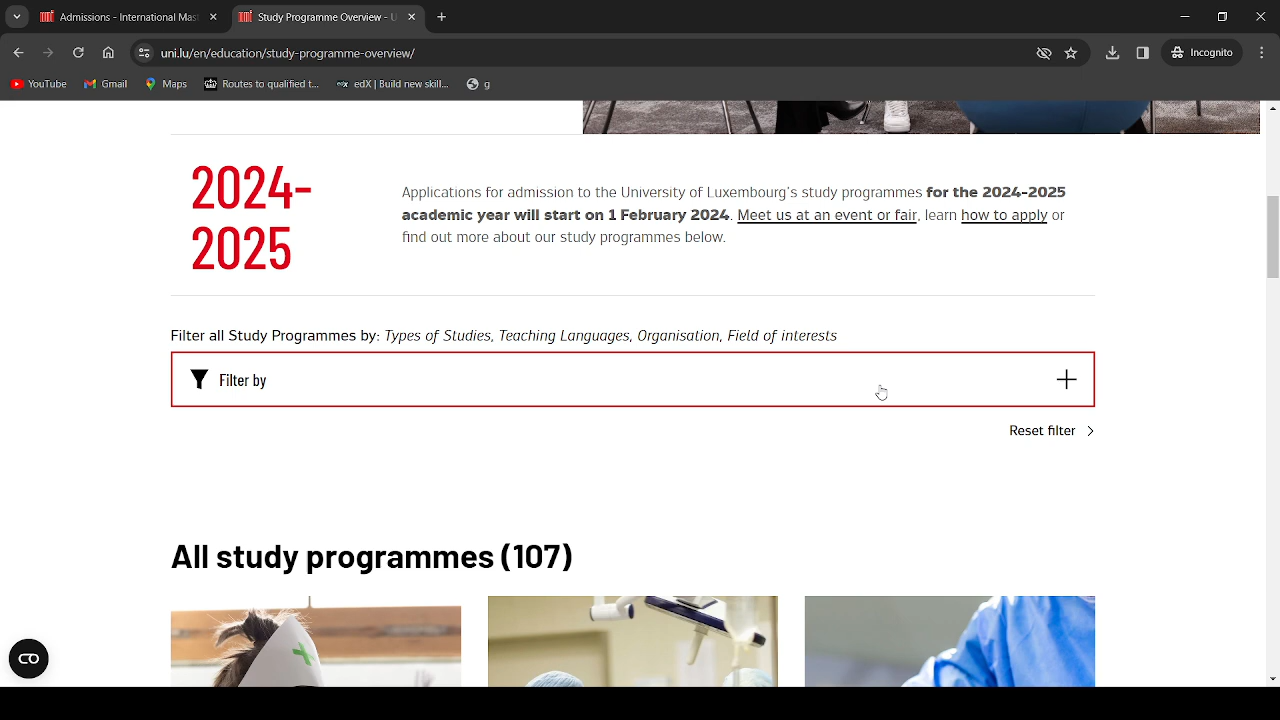 Admissions - International Mast
Study Programme Overview - U
uni.lu/en/education/study-programme-overview/
Incognito
YouTube
Gmail
Maps
Routes to qualified t...
edX | Build new skill...
g
2024-
2025
Applications for admission to the University of Luxembourg's study programmes for the 2024-2025
academic year will start on 1 February 2024. Meet us at an event or fair, learn how to apply or
find out more about our study programmes below.
Filter all Study Programmes by: Types of Studies, Teaching Languages, Organisation, Field of interests
Filter by
Reset filter
All study programmes (107)